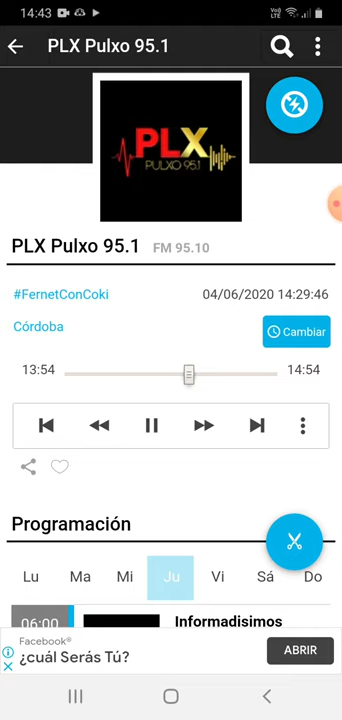 14:43
Vo))
LTE
PLX Pulxo 95.1
PLX
PULXO 95.1
PLX Pulxo 95.1 FM 95.10
#FernetConCoki 04/06/2020 14:29:46
Córdoba
Cambiar
13:54 14:54
Programación
Lu Ma Mi Ju Vi Sá Do
06:00 Informadisimos
Facebook®
¿cuál Serás Tú?
ABRIR